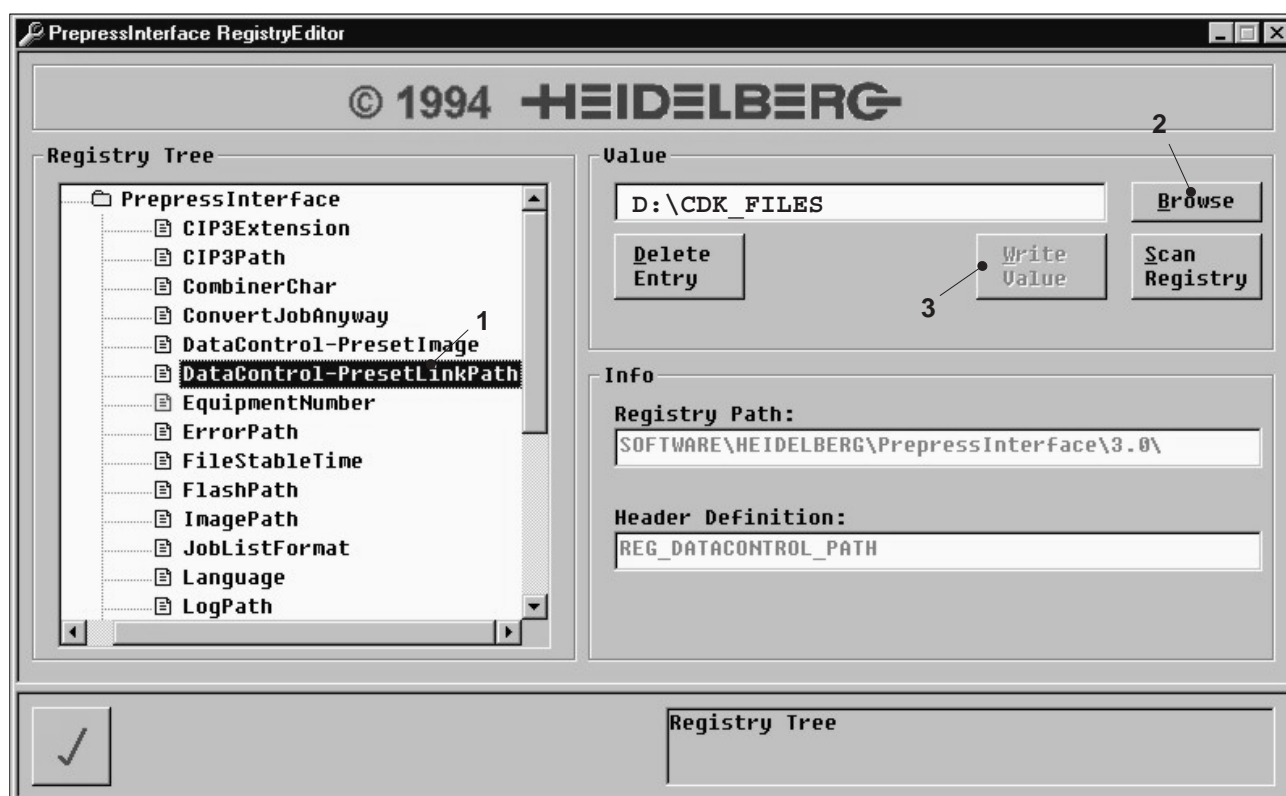 PrepressInterface RegistryEditor
© 1994 HEIDELBERG
Registry Tree
PrepressInterface
CIP3Extension
CIP3Path
CombinerChar
ConvertJobAnyway
1
DataControl-PresetImage
DataControl-PresetLinkPath
EquipmentNumber
ErrorPath
FileStableTime
FlashPath
ImagePath
JobListFormat
Language
LogPath
Value
2
D:\CDK_FILES
Browse
Delete
Entry
3
Write
Value
Scan
Registry
Info
Registry Path:
SOFTWARE\HEIDELBERG\PrepressInterface\3.0\
Header Definition:
REG_DATACONTROL_PATH
Registry Tree